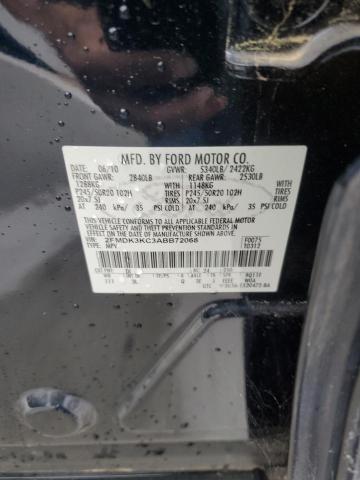 MFD. BY FORD MOTOR CO.
DATE: 06/10 GVWR: 5340LB/ 2422KG
FRONT GAWR: 2840LB REAR GAWR: 2530LB
1288KG 1148KG
P245/50R20 102H TIRES P245/50R20 102H TIRES
20x7.5J RIMS 20x7.5J RIMS
AT 240 kPa/ 35 PSI COLD AT 240 kPa/ 35 PSI COLD
THIS VEHICLE CONFORMS TO ALL APPLICABLE FEDERAL MOTOR
VEHICLE SAFETY AND THEFT PREVENTION STANDARDS IN EFFECT
ON THE DATE OF MANUFACTURE SHOWN ABOVE.
VIN: 2FMDK3KC3ABB72068 F0075
TYPE: MPV